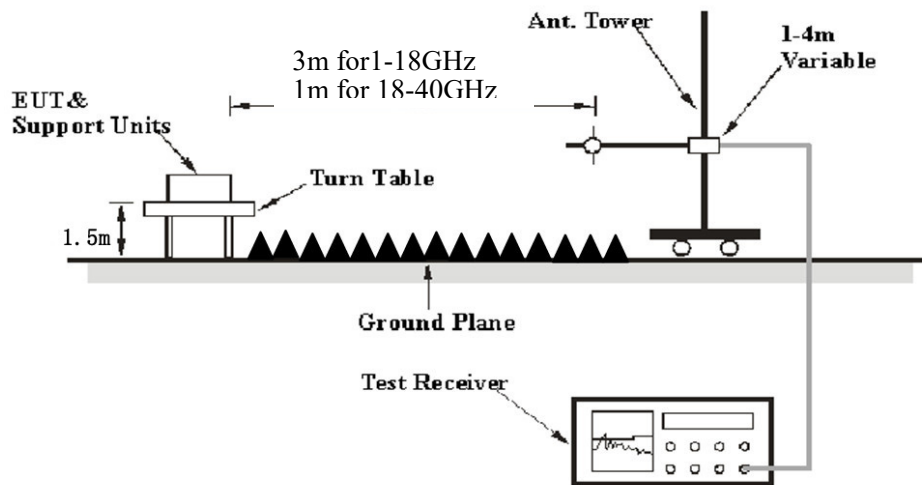 Ant. Tower
1-4m
Variable
3m for1-18GHz
1m for 18-40GHz
EUT&
Support Units
Turn Table
1.5m
Ground Plane
Test Receiver